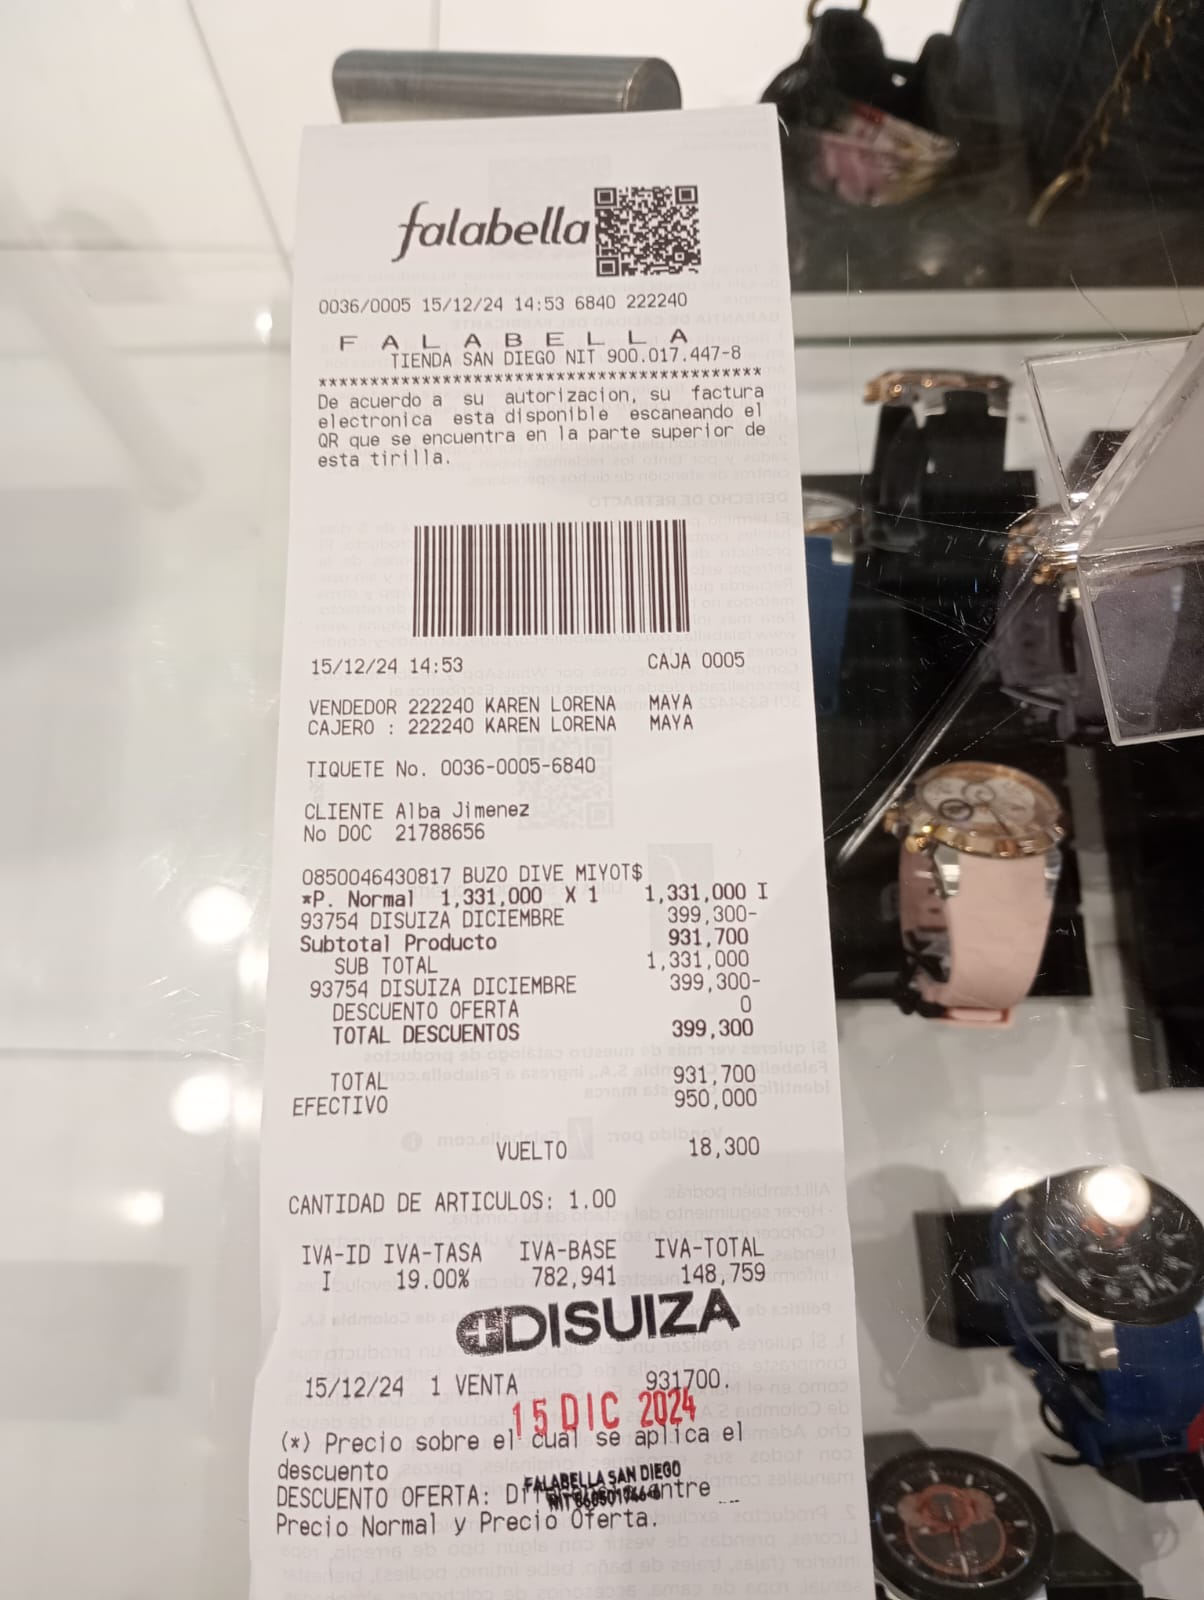 falabella
0036/0005 15/12/24 14:53 6840 222240
F A L A B E L L A
TIENDA SAN DIEGO NIT 900.017.447-8
*******************************************
De acuerdo a su autorizacion, su factura
electronica esta disponible escaneando el
QR que se encuentra en la parte superior de
esta tirilla.
15/12/24 14:53 CAJA 0005
VENDEDOR 222240 KAREN LORENA MAYA
CAJERO : 222240 KAREN LORENA MAYA
TIQUETE No. 0036-0005-6840
CLIENTE Alba Jimenez
No DOC 21788656
0850046430817 BUZO DIVE MIYOT$
*P. Normal 1,331,000 X 1 1,331,000 I
93754 DISUIZA DICIEMBRE 399,300-
Subtotal Producto 931,700
SUB TOTAL 1,331,000
93754 DISUIZA DICIEMBRE 399,300-
DESCUENTO OFERTA 0
TOTAL DESCUENTOS 399,300
TOTAL 931,700
EFECTIVO 950,000
VUELTO 18,300
CANTIDAD DE ARTICULOS: 1.00
IVA-ID IVA-TASA IVA-BASE IVA-TOTAL
I 19.00% 782,941 148,759
DISUIZA
15/12/24 1 VENTA 931700.
15 DIC 2024
(*) Precio sobre el cual se aplica el
descuento
FALABELLA SAN DIEGO
DESCUENTO OFERTA: entre
NIT
Precio Normal y Precio Oferta.